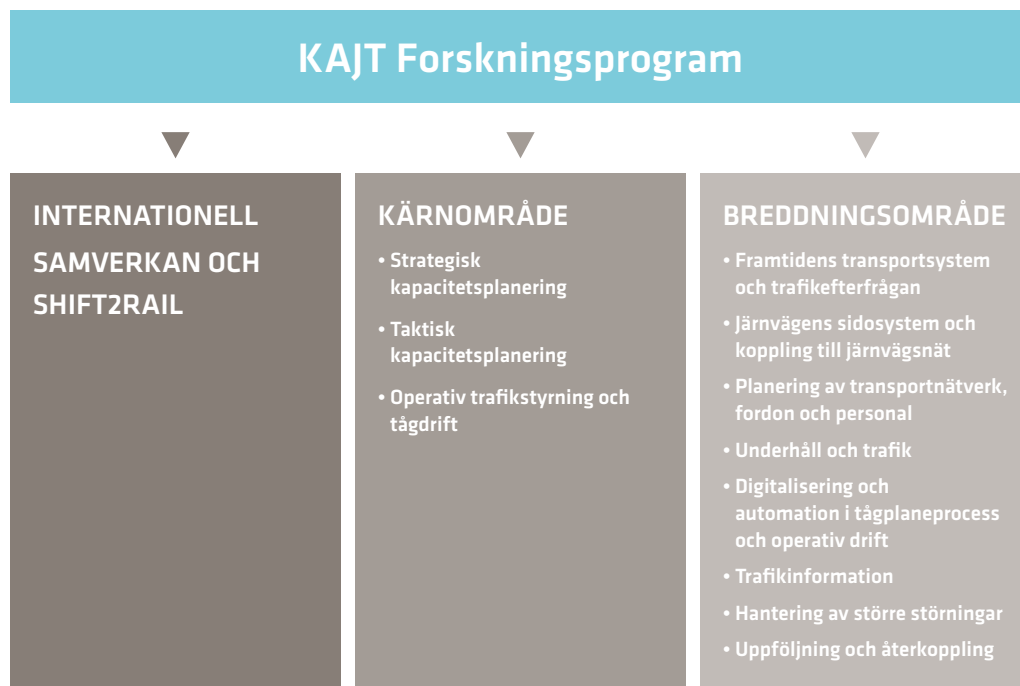 KAJT Forskningsprogram
INTERNATIONELL
SAMVERKAN OCH
SHIFT2RAIL
KÄRNOMRÅDE
• Strategisk
kapacitetsplanering
• Taktisk
kapacitetsplanering
• Operativ trafikstyrning och
tågdrift
BREDDNINGSOMRÅDE
• Framtidens transportsystem
och trafikefterfrågan
• Järnvägens sidosystem och
koppling till järnvägsnät
• Planering av transportnätverk,
fordon och personal
• Underhåll och trafik
• Digitalisering och
automation i tågplaneprocess
och operativ drift
• Trafikinformation
• Hantering av större störningar
• Uppföljning och återkoppling